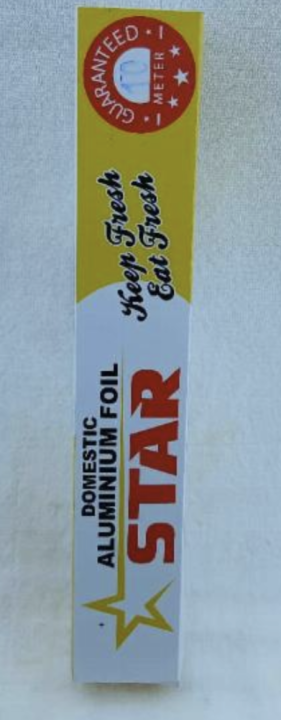 DOMESTIC
ALUMINIUM FOIL
STAR
Keep Fresh
Eat Fresh
GUARANTEED
10
METER